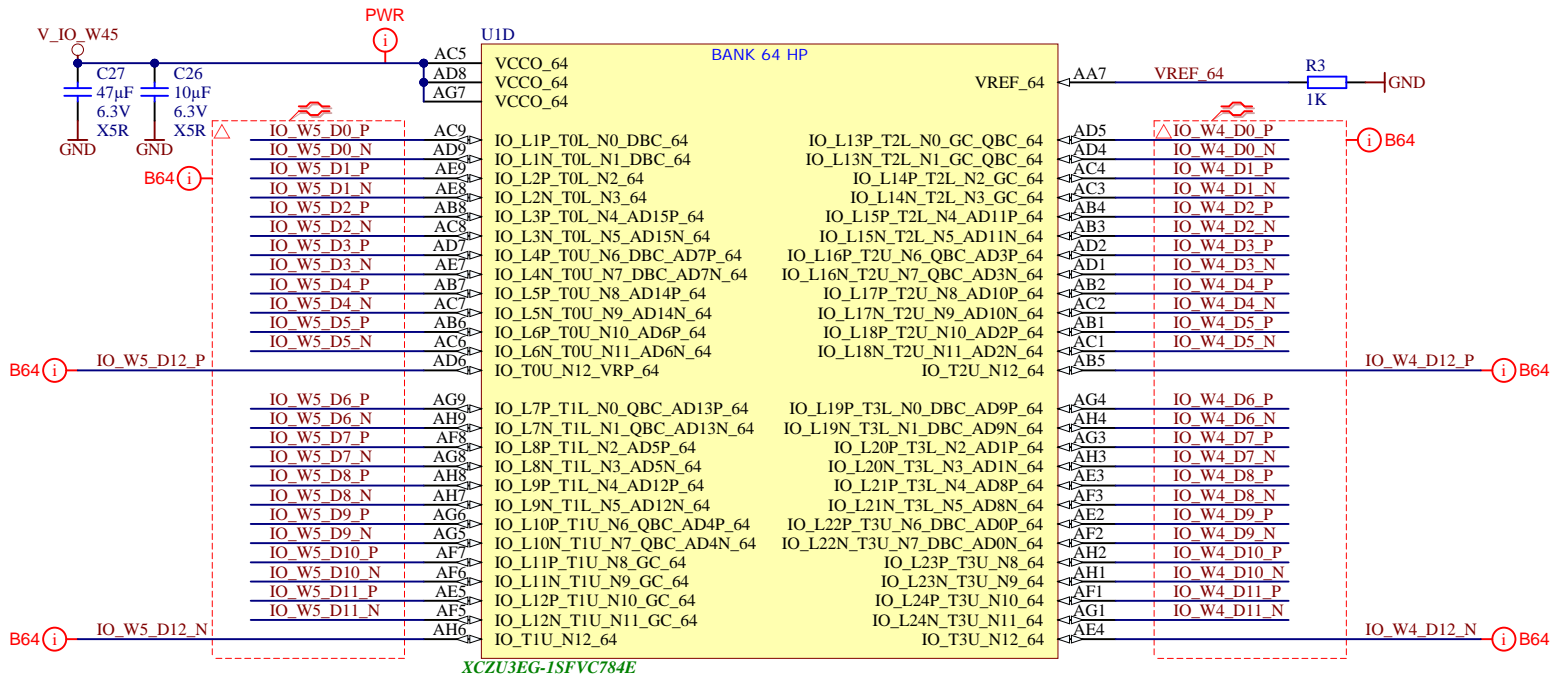 PWR
i
V_IO_W45
U1D
BANK 64 HP
C27
47µF
6.3V
X5R
GND
C26
10µF
6.3V
X5R
GND
AC5 VCCO_64
AD8 VCCO_64
AG7 VCCO_64
VREF_64 AA7 VREF_64
R3
1K
GND
B64 i
i B64
IO_W5_D0_P AC9 IO_L1P_T0L_N0_DBC_64 IO_L13P_T2L_N0_GC_QBC_64 AD5 IO_W4_D0_P
IO_W5_D0_N AD9 IO_L1N_T0L_N1_DBC_64 IO_L13N_T2L_N1_GC_QBC_64 AD4 IO_W4_D0_N
IO_W5_D1_P AE9 IO_L2P_T0L_N2_64 IO_L14P_T2L_N2_GC_64 AC4 IO_W4_D1_P
IO_W5_D1_N AE8 IO_L2N_T0L_N3_64 IO_L14N_T2L_N3_GC_64 AC3 IO_W4_D1_N
IO_W5_D2_P AB8 IO_L3P_T0L_N4_AD15P_64 IO_L15P_T2L_N4_AD11P_64 AB4 IO_W4_D2_P
IO_W5_D2_N AC8 IO_L3N_T0L_N5_AD15N_64 IO_L15N_T2L_N5_AD11N_64 AB3 IO_W4_D2_N
IO_W5_D3_P AD7 IO_L4P_T0U_N6_DBC_AD7P_64 IO_L16P_T2U_N6_QBC_AD3P_64 AD2 IO_W4_D3_P
IO_W5_D3_N AE7 IO_L4N_T0U_N7_DBC_AD7N_64 IO_L16N_T2U_N7_QBC_AD3N_64 AD1 IO_W4_D3_N
IO_W5_D4_P AB7 IO_L5P_T0U_N8_AD14P_64 IO_L17P_T2U_N8_AD10P_64 AB2 IO_W4_D4_P
IO_W5_D4_N AC7 IO_L5N_T0U_N9_AD14N_64 IO_L17N_T2U_N9_AD10N_64 AC2 IO_W4_D4_N
IO_W5_D5_P AB6 IO_L6P_T0U_N10_AD6P_64 IO_L18P_T2U_N10_AD2P_64 AB1 IO_W4_D5_P
IO_W5_D5_N AC6 IO_L6N_T0U_N11_AD6N_64 IO_L18N_T2U_N11_AD2N_64 AC1 IO_W4_D5_N
B64 i IO_W5_D12_P AD6 IO_T0U_N12_VRP_64 IO_T2U_N12_64 AB5 IO_W4_D12_P i B64
IO_W5_D6_P AG9 IO_L7P_T1L_N0_QBC_AD13P_64 IO_L19P_T3L_N0_DBC_AD9P_64 AG4 IO_W4_D6_P
IO_W5_D6_N AH9 IO_L7N_T1L_N1_QBC_AD13N_64 IO_L19N_T3L_N1_DBC_AD9N_64 AH4 IO_W4_D6_N
IO_W5_D7_P AF8 IO_L8P_T1L_N2_AD5P_64 IO_L20P_T3L_N2_AD1P_64 AG3 IO_W4_D7_P
IO_W5_D7_N AG8 IO_L8N_T1L_N3_AD5N_64 IO_L20N_T3L_N3_AD1N_64 AH3 IO_W4_D7_N
IO_W5_D8_P AH8 IO_L9P_T1L_N4_AD12P_64 IO_L21P_T3L_N4_AD8P_64 AE3 IO_W4_D8_P
IO_W5_D8_N AH7 IO_L9N_T1L_N5_AD12N_64 IO_L21N_T3L_N5_AD8N_64 AF3 IO_W4_D8_N
IO_W5_D9_P AG6 IO_L10P_T1U_N6_QBC_AD4P_64 IO_L22P_T3U_N6_DBC_AD0P_64 AE2 IO_W4_D9_P
IO_W5_D9_N AG5 IO_L10N_T1U_N7_QBC_AD4N_64 IO_L22N_T3U_N7_DBC_AD0N_64 AF2 IO_W4_D9_N
IO_W5_D10_P AF7 IO_L11P_T1U_N8_GC_64 IO_L23P_T3U_N8_64 AH2 IO_W4_D10_P
IO_W5_D10_N AF6 IO_L11N_T1U_N9_GC_64 IO_L23N_T3U_N9_64 AH1 IO_W4_D10_N
IO_W5_D11_P AE5 IO_L12P_T1U_N10_GC_64 IO_L24P_T3U_N10_64 AF1 IO_W4_D11_P
IO_W5_D11_N AF5 IO_L12N_T1U_N11_GC_64 IO_L24N_T3U_N11_64 AG1 IO_W4_D11_N
B64 i IO_W5_D12_N AH6 IO_T1U_N12_64 IO_T3U_N12_64 AE4 IO_W4_D12_N i B64
XCZU3EG-1SFVC784E